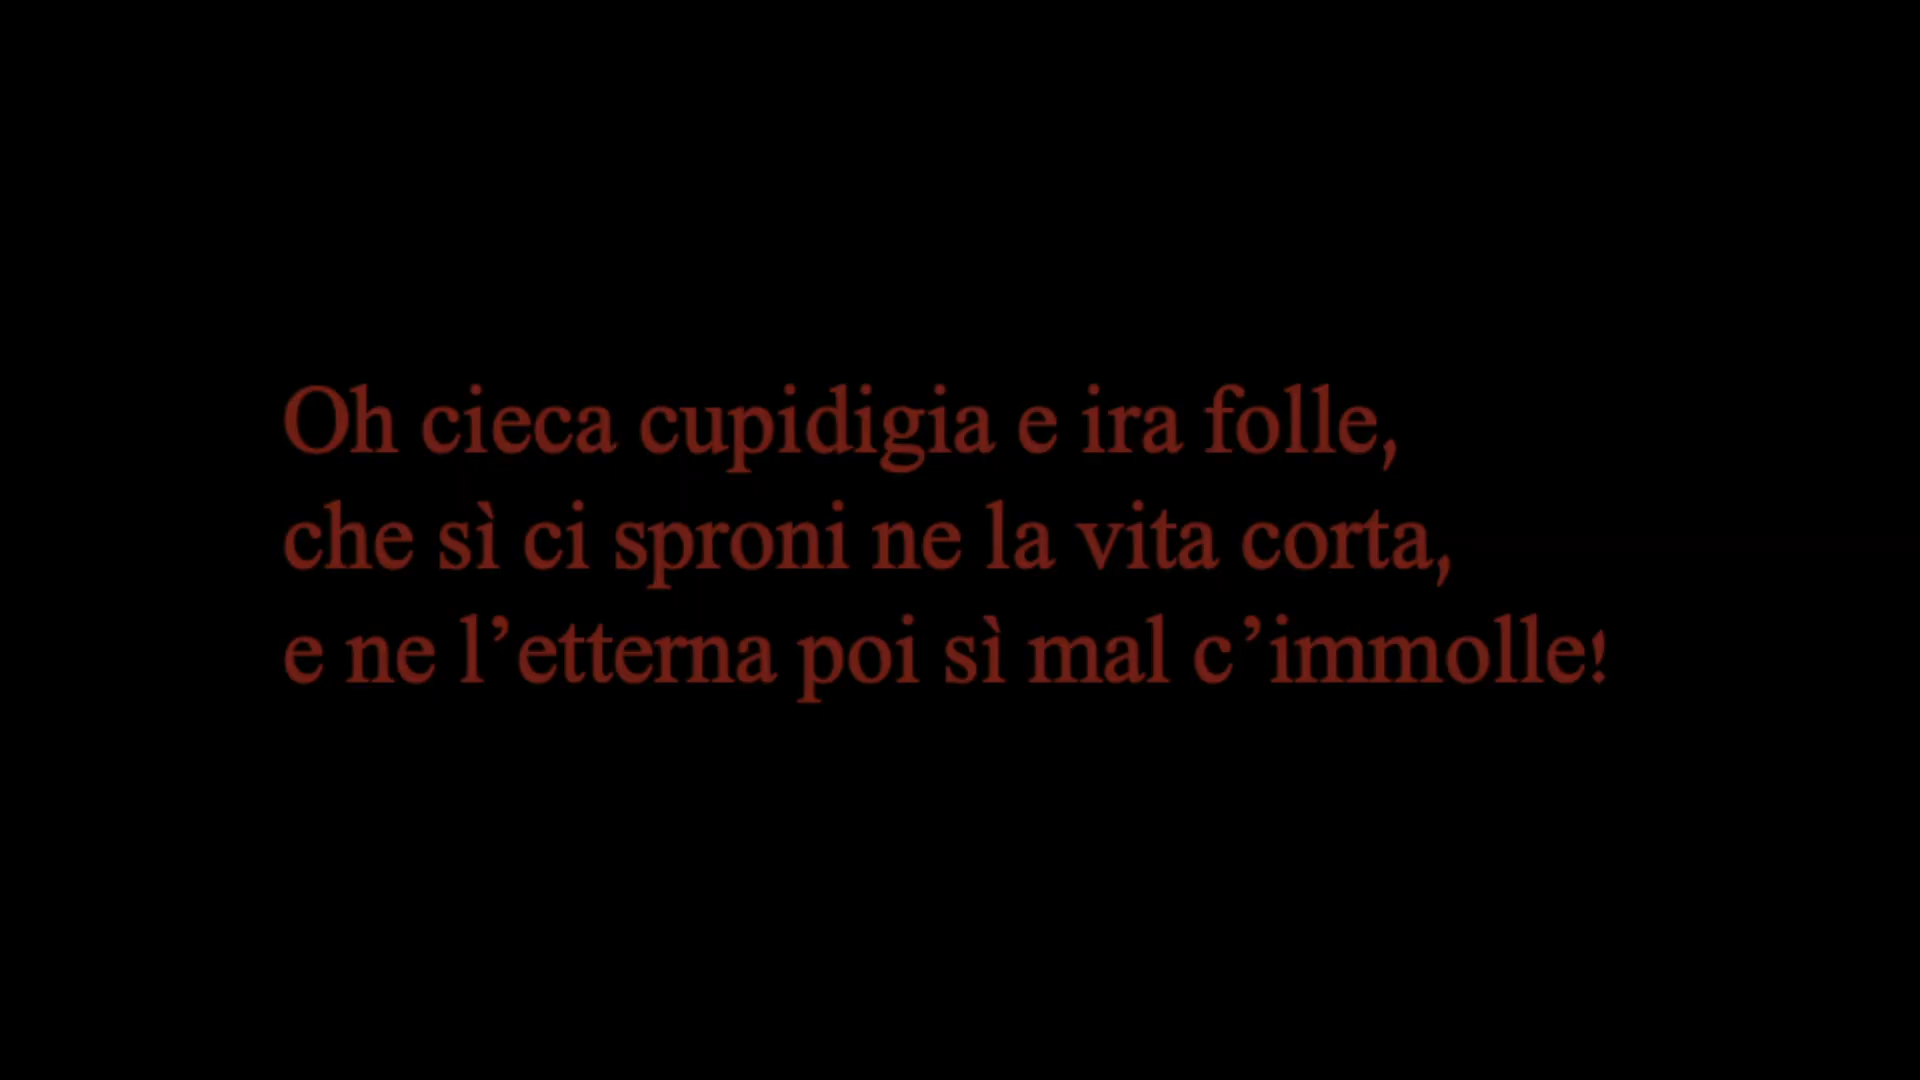 Oh cieca cupidigia e ira folle,
che sì ci sproni ne la vita corta,
e ne l’etterna poi sì mal c’immolle!